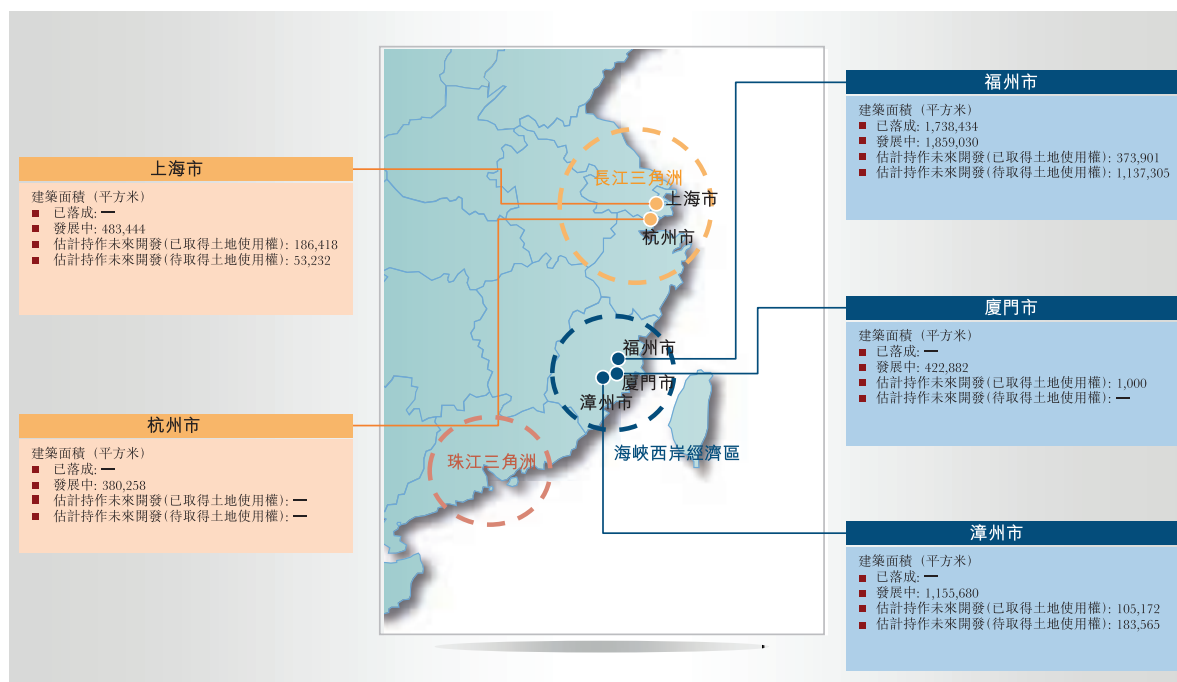 上海市
建築面積（平方米）
已落成: —
發展中: 483,444
估計持作未來開發(已取得土地使用權): 186,418
估計持作未來開發(待取得土地使用權): 53,232
杭州市
建築面積（平方米）
已落成: —
發展中: 380,258
估計持作未來開發(已取得土地使用權): —
估計持作未來開發(待取得土地使用權): —
長江三角洲
上海市
杭州市
福州市
廈門市
漳州市
海峽西岸經濟區
珠江三角洲
福州市
建築面積（平方米）
已落成: 1,738,434
發展中: 1,859,030
估計持作未來開發(已取得土地使用權): 373,901
估計持作未來開發(待取得土地使用權): 1,137,305
廈門市
建築面積（平方米）
已落成: —
發展中: 422,882
估計持作未來開發(已取得土地使用權): 1,000
估計持作未來開發(待取得土地使用權): —
漳州市
建築面積（平方米）
已落成: —
發展中: 1,155,680
估計持作未來開發(已取得土地使用權): 105,172
估計持作未來開發(待取得土地使用權): 183,565